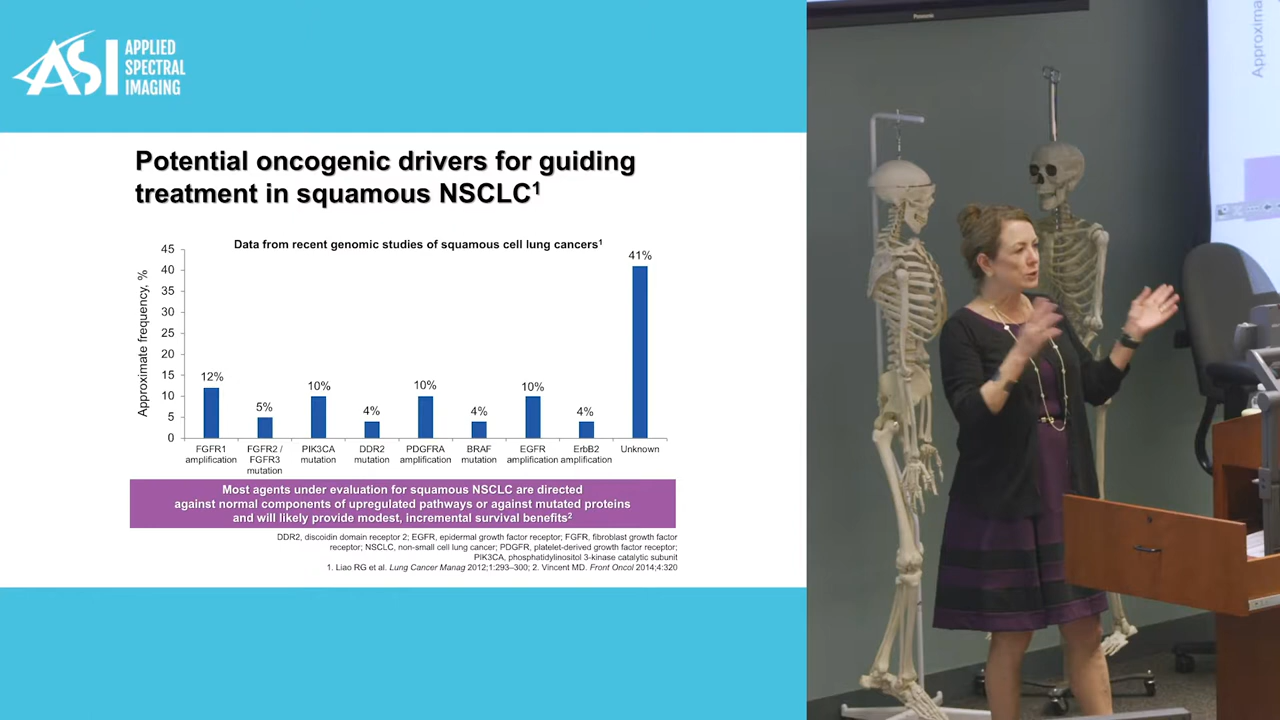 ASI
APPLIED
SPECTRAL
IMAGING
Potential oncogenic drivers for guiding
treatment in squamous NSCLC1
Data from recent genomic studies of squamous cell lung cancers1
Approximate frequency, %
45
40
35
30
25
20
15
10
5
0
12%
5%
10%
4%
10%
4%
10%
4%
41%
FGFR1
amplification
FGFR2 /
FGFR3
mutation
PIK3CA
mutation
DDR2
mutation
PDGFRA
amplification
BRAF
mutation
EGFR
amplification
ErbB2
amplification
Unknown
Most agents under evaluation for squamous NSCLC are directed
against normal components of upregulated pathways or against mutated proteins
and will likely provide modest, incremental survival benefits2
DDR2, discoidin domain receptor 2; EGFR, epidermal growth factor receptor; FGFR, fibroblast growth factor
receptor; NSCLC, non-small cell lung cancer; PDGFR, platelet-derived growth factor receptor;
PIK3CA, phosphatidylinositol 3-kinase catalytic subunit
1. Liao RG et al. Lung Cancer Manag 2012;1:293–300; 2. Vincent MD. Front Oncol 2014;4:320
Panasonic
Approxima